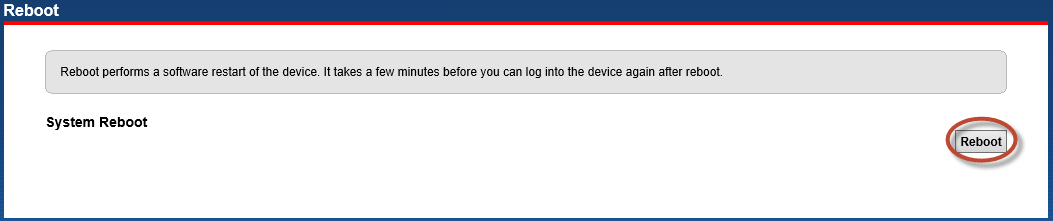 Reboot
Reboot performs a software restart of the device. It takes a few minutes before you can log into the device again after reboot.
System Reboot
Reboot